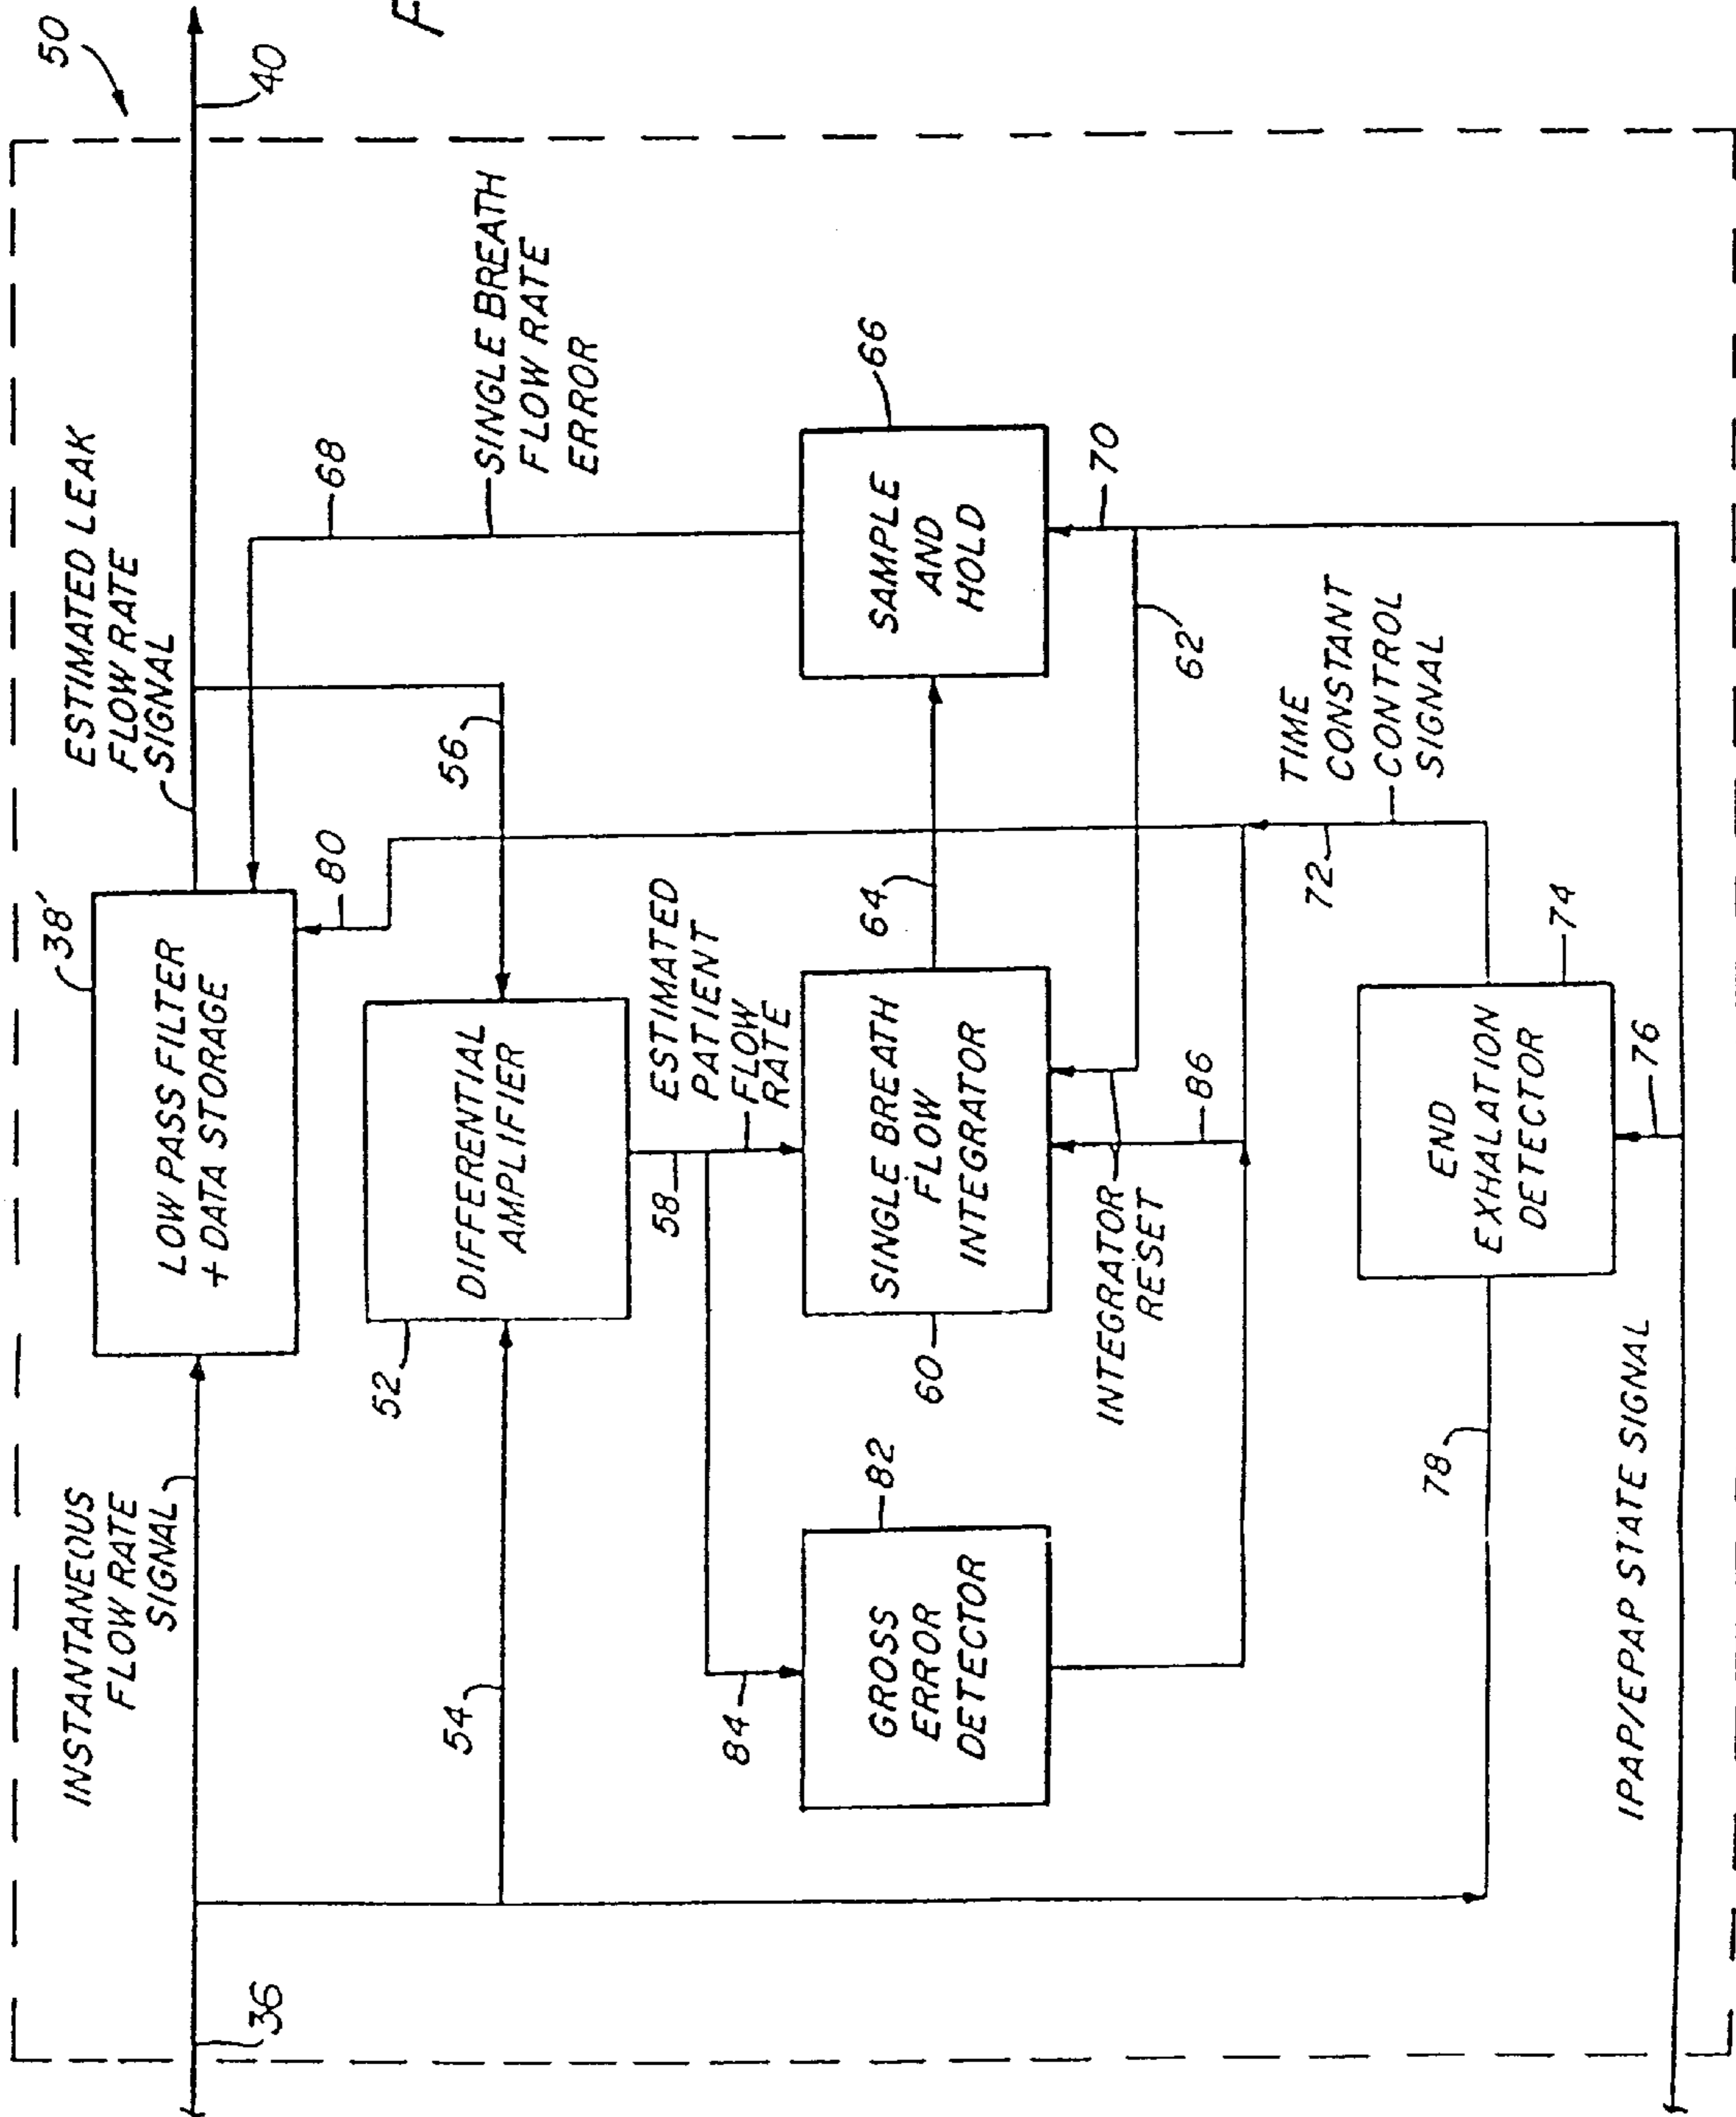 50
F
40
ESTIMATED LEAK
FLOW RATE
SIGNAL
INSTANTANEOUS
FLOW RATE
SIGNAL
36
38'
LOW PASS FILTER
+ DATA STORAGE
80
68
SINGLE BREATH
FLOW RATE
ERROR
56
54
52
DIFFERENTIAL
AMPLIFIER
58
ESTIMATED
PATIENT
FLOW
RATE
84
GROSS
ERROR
DETECTOR
82
60
SINGLE BREATH
FLOW
INTEGRATOR
64
SAMPLE
AND
HOLD
66
70
62
INTEGRATOR
RESET
86
72
TIME
CONSTANT
CONTROL
SIGNAL
78
END
EXHALATION
DETECTOR
74
76
IPAP/EPAP STATE SIGNAL